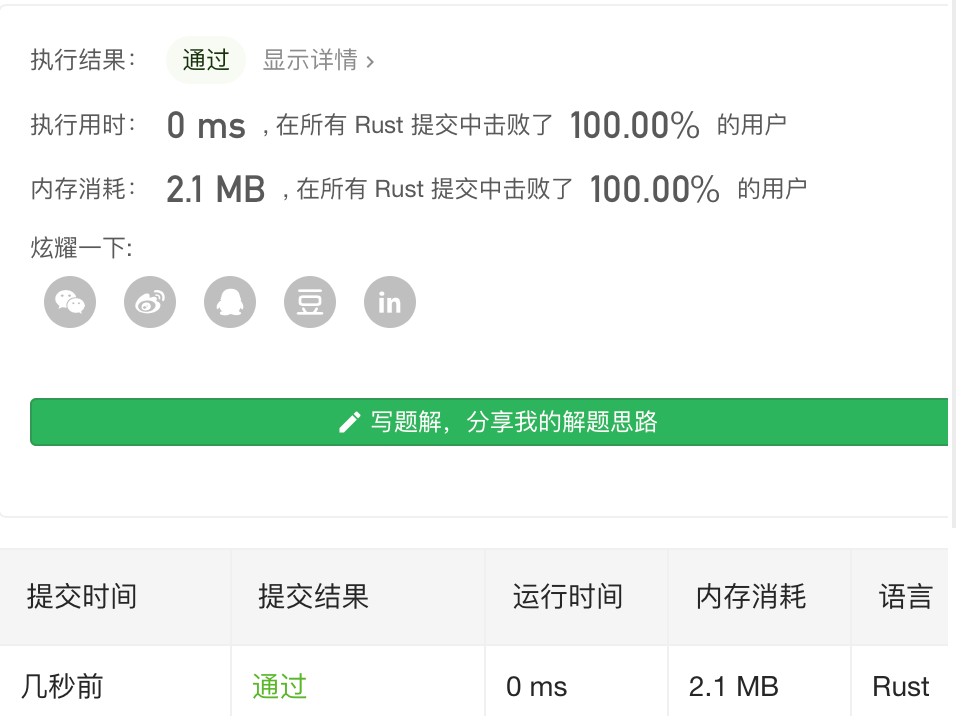 执行结果： 通过 显示详情 ›
执行用时： 0 ms , 在所有 Rust 提交中击败了 100.00% 的用户
内存消耗： 2.1 MB , 在所有 Rust 提交中击败了 100.00% 的用户
炫耀一下:
豆 in
写题解，分享我的解题思路
提交时间 提交结果 运行时间 内存消耗 语言
几秒前 通过 0 ms 2.1 MB Rust